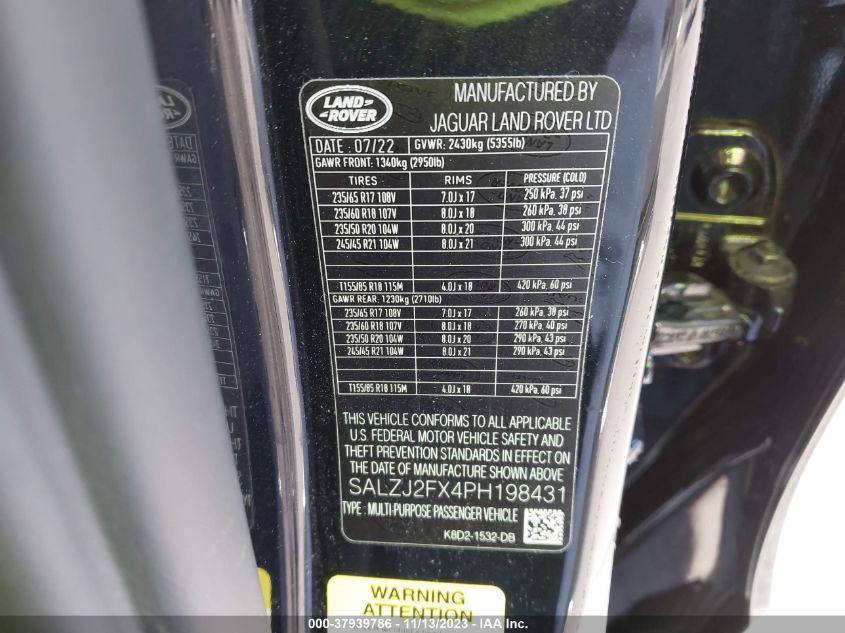 LAND ROVER
MANUFACTURED BY
JAGUAR LAND ROVER LTD
DATE : 07/22 GVWR: 2430kg (5355lb)
GAWR FRONT: 1340kg (2950lb)
TIRES RIMS PRESSURE (COLD)
235/65 R17 108V 7.0J x 17 250 kPa, 37 psi
235/60 R18 107V 8.0J x 18 260 kPa, 38 psi
235/50 R20 104W 8.0J x 20 300 kPa, 44 psi
245/45 R21 104W 8.0J x 21 300 kPa, 44 psi
T155/85 R18 115M 4.0J x 18 420 kPa, 60 psi
GAWR REAR: 1230kg (2710lb)
235/65 R17 108V 7.0J x 17 260 kPa, 38 psi
235/60 R18 107V 8.0J x 18 270 kPa, 40 psi
235/50 R20 104W 8.0J x 20 290 kPa, 43 psi
245/45 R21 104W 8.0J x 21 290 kPa, 43 psi
T155/85 R18 115M 4.0J x 18 420 kPa, 60 psi
THIS VEHICLE CONFORMS TO ALL APPLICABLE
U.S. FEDERAL MOTOR VEHICLE SAFETY AND
THEFT PREVENTION STANDARDS IN EFFECT ON
THE DATE OF MANUFACTURE SHOWN ABOVE
SALZJ2FX4PH198431
TYPE : MULTI-PURPOSE PASSENGER VEHICLE
K8D2-1532-DB
WARNING
ATTENTION
000-37939786 - 11/13/2023 - IAA Inc.